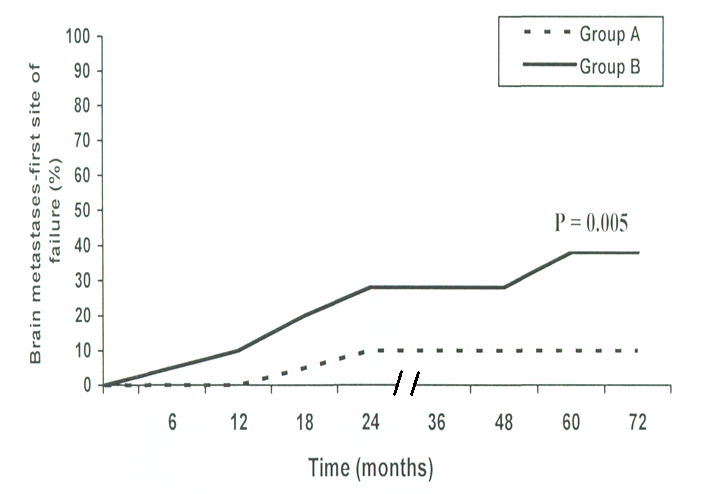 Group A
Group B
Brain metastases-first site of
failure (%)
100
90
80
70
60
50
40
30
20
10
0
P = 0.005
6 12 18 24 36 48 60 72
Time (months)